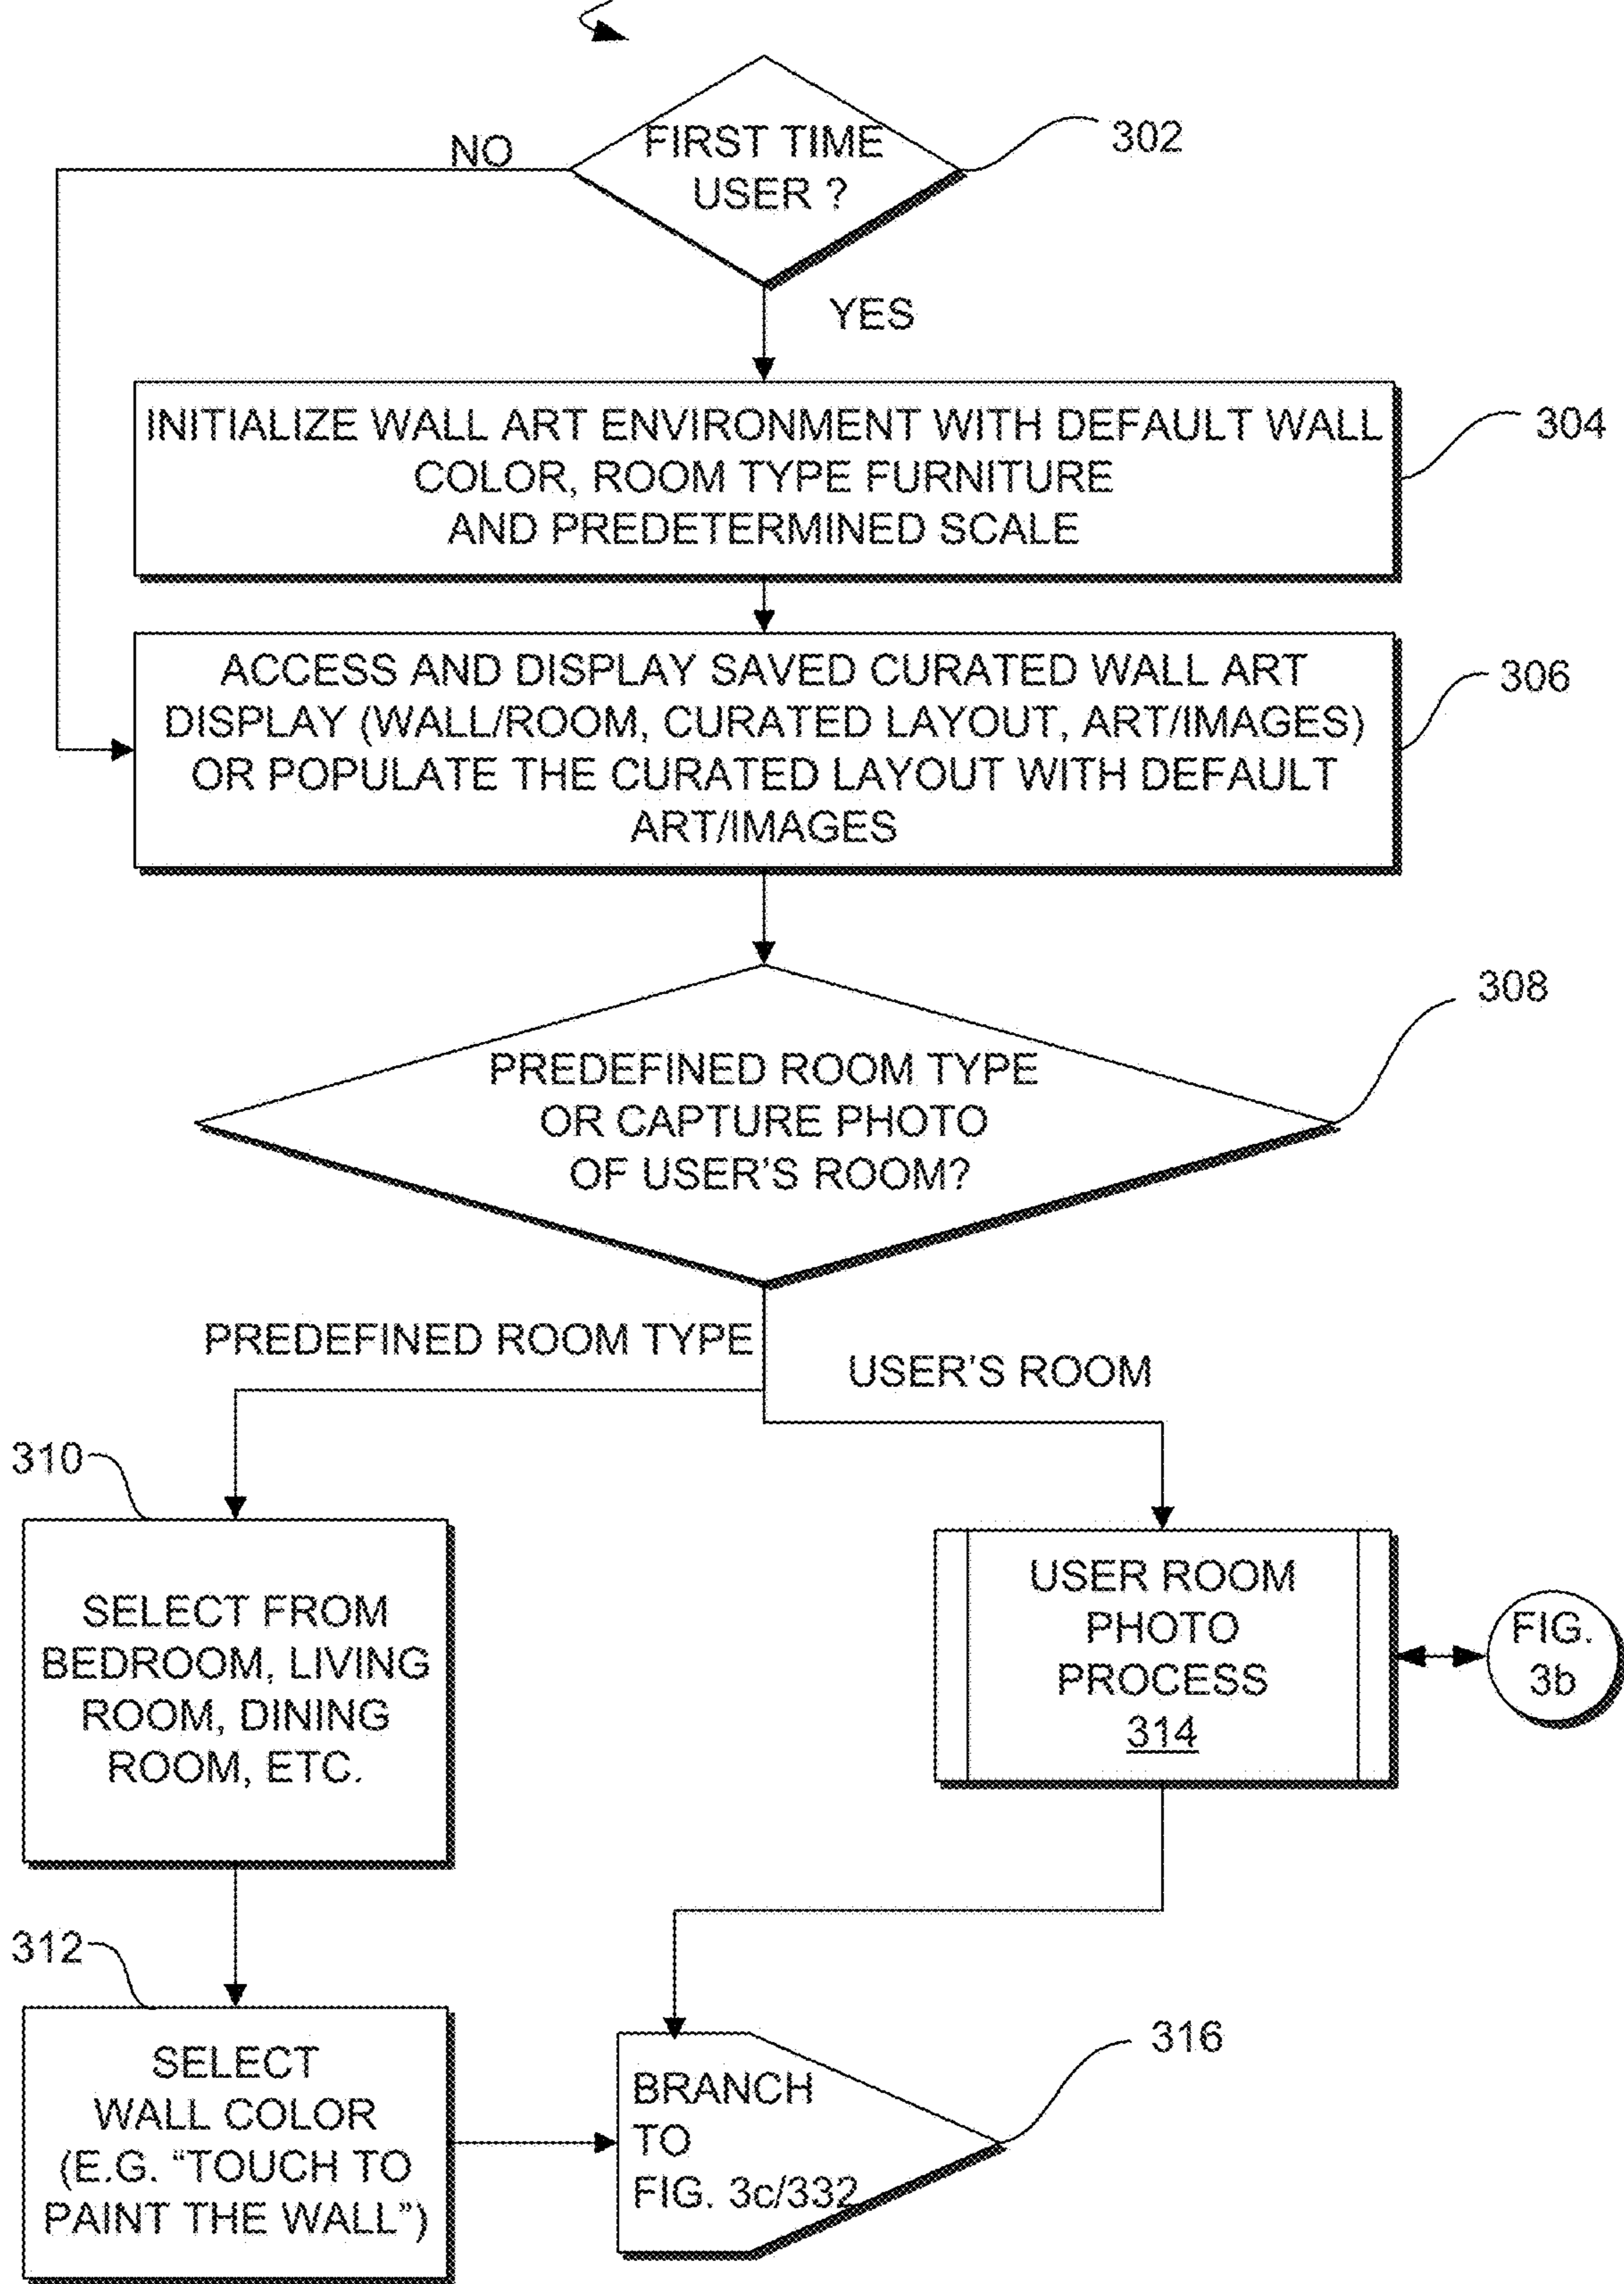 NO
FIRST TIME
USER ?
302
YES
INITIALIZE WALL ART ENVIRONMENT WITH DEFAULT WALL
COLOR, ROOM TYPE FURNITURE
AND PREDETERMINED SCALE
304
ACCESS AND DISPLAY SAVED CURATED WALL ART
DISPLAY (WALL/ROOM, CURATED LAYOUT, ART/IMAGES)
OR POPULATE THE CURATED LAYOUT WITH DEFAULT
ART/IMAGES
306
308
PREDEFINED ROOM TYPE
OR CAPTURE PHOTO
OF USER'S ROOM?
PREDEFINED ROOM TYPE
USER'S ROOM
310
SELECT FROM
BEDROOM, LIVING
ROOM, DINING
ROOM, ETC.
USER ROOM
PHOTO
PROCESS
314
FIG.
3b
312
SELECT
WALL COLOR
(E.G. “TOUCH TO
PAINT THE WALL”)
BRANCH
TO
FIG. 3c/332
316